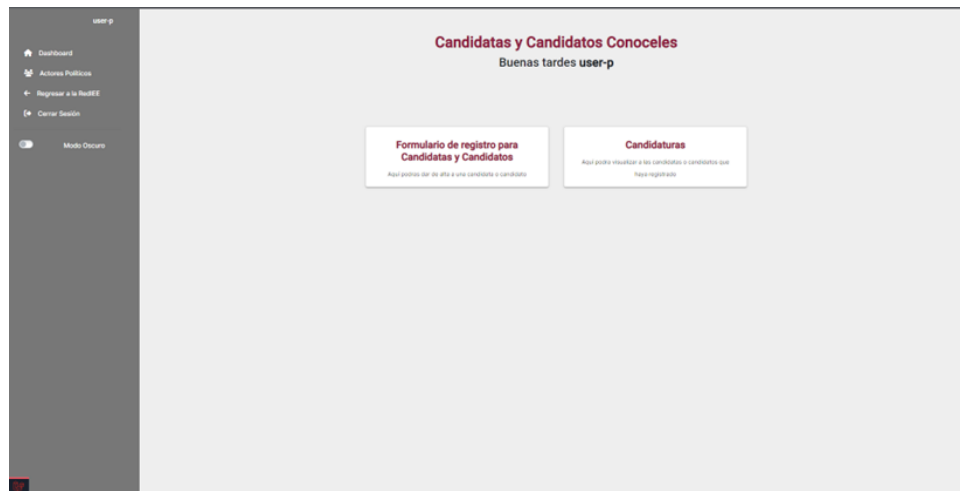 user-p
Dashboard
Actores Políticos
Regresar a la RedIEE
Cerrar Sesión
Modo Oscuro
Candidatas y Candidatos Conoceles
Buenas tardes user-p
Formulario de registro para
Candidatas y Candidatos
Aquí podras dar de alta a una candidata o candidato
Candidaturas
Aquí podra visualizar a las candidatas o candidatos que
haya registrado